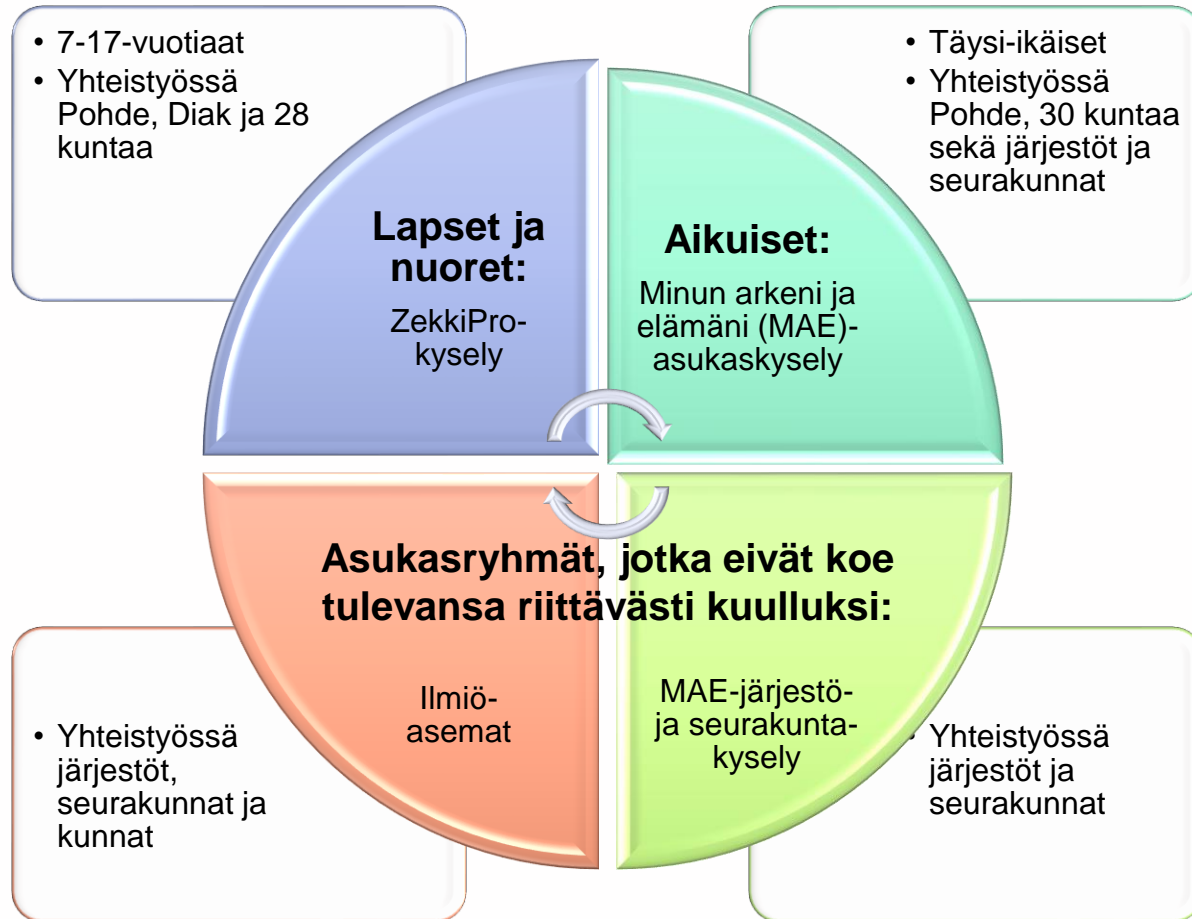 • 7-17-vuotiaat
• Yhteistyössä
Pohde, Diak ja 28
kuntaa
• Täysi-ikäiset
• Yhteistyössä
Pohde, 30 kuntaa
sekä järjestöt ja
seurakunnat
Lapset ja
nuoret:
ZekkiPro-
kysely
Aikuiset:
Minun arkeni ja
elämäni (MAE)-
asukaskysely
Asukasryhmät, jotka eivät koe
tulevansa riittävästi kuulluksi:
Ilmiö-
asemat
MAE-järjestö-
ja seurakunta-
kysely
• Yhteistyössä
järjestöt,
seurakunnat ja
kunnat
• Yhteistyössä
järjestöt ja
seurakunnat